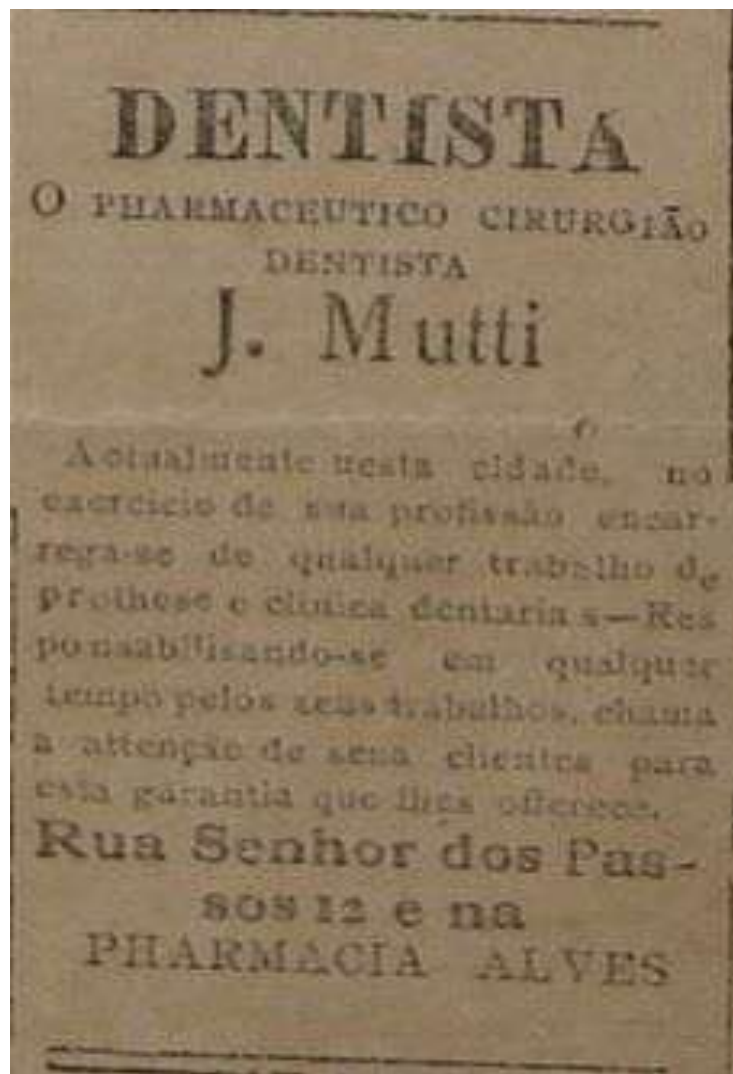 DENTISTA
O PHARMACEUTICO CIRURGIÃO
DENTISTA
J. Mutti
Actualmente nesta cidade, no
exercicio de sua profissão encar-
rega-se de qualquer trabalho de
prothese e clinica dentarias—Res
ponsabilisando-se em qualquer
tempo pelos seus trabalhos, chama
a attenção de seus clientes para
esta garantia que lhes offerece.
Rua Senhor dos Pas-
sos 12 e na
PHARMACIA ALVES